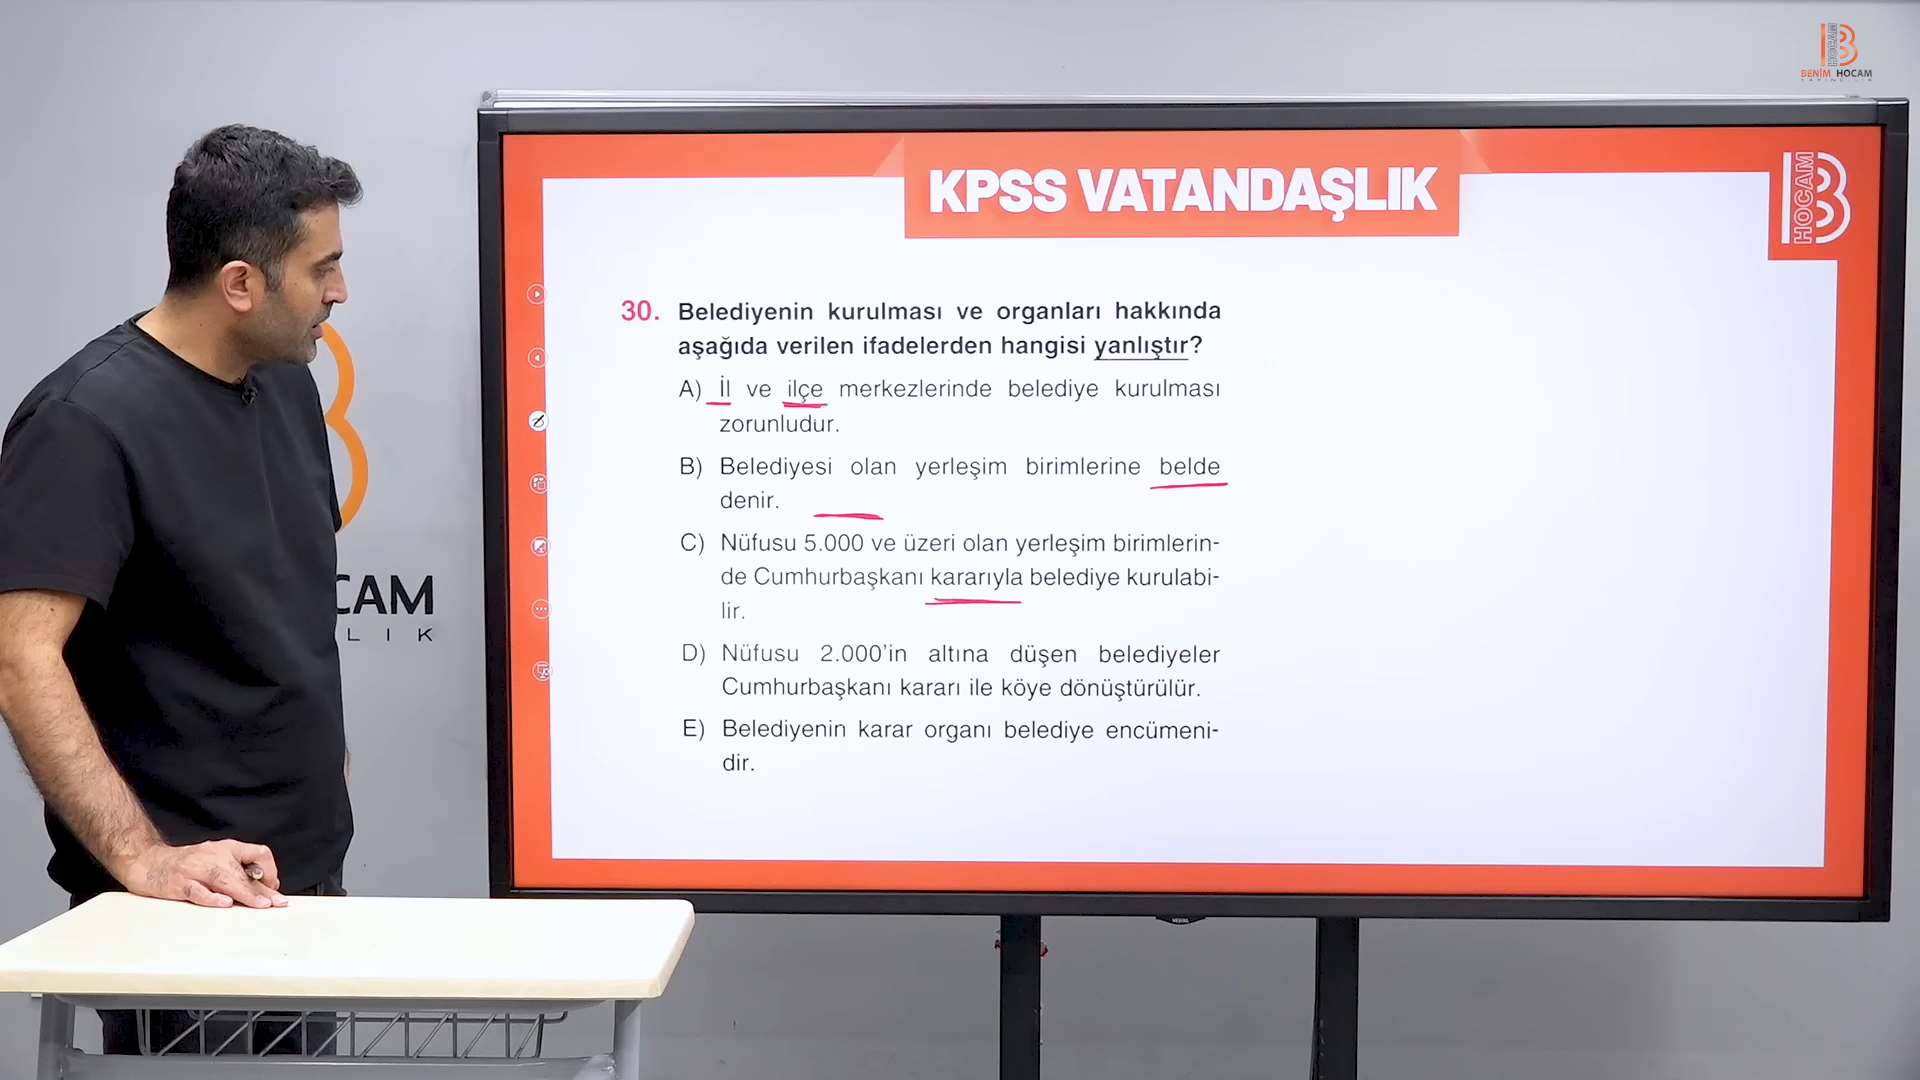 HOCAM
BENİM HOCAM
YAYINCILIK
KPSS VATANDAŞLIK
HOCAM
30. Belediyenin kurulması ve organları hakkında
aşağıda verilen ifadelerden hangisi yanlıştır?
A) İl ve ilçe merkezlerinde belediye kurulması
zorunludur.
B) Belediyesi olan yerleşim birimlerine belde
denir.
C) Nüfusu 5.000 ve üzeri olan yerleşim birimlerin-
de Cumhurbaşkanı kararıyla belediye kurulabi-
lir.
D) Nüfusu 2.000'in altına düşen belediyeler
Cumhurbaşkanı kararı ile köye dönüştürülür.
E) Belediyenin karar organı belediye encümeni-
dir.
CAM
LIK